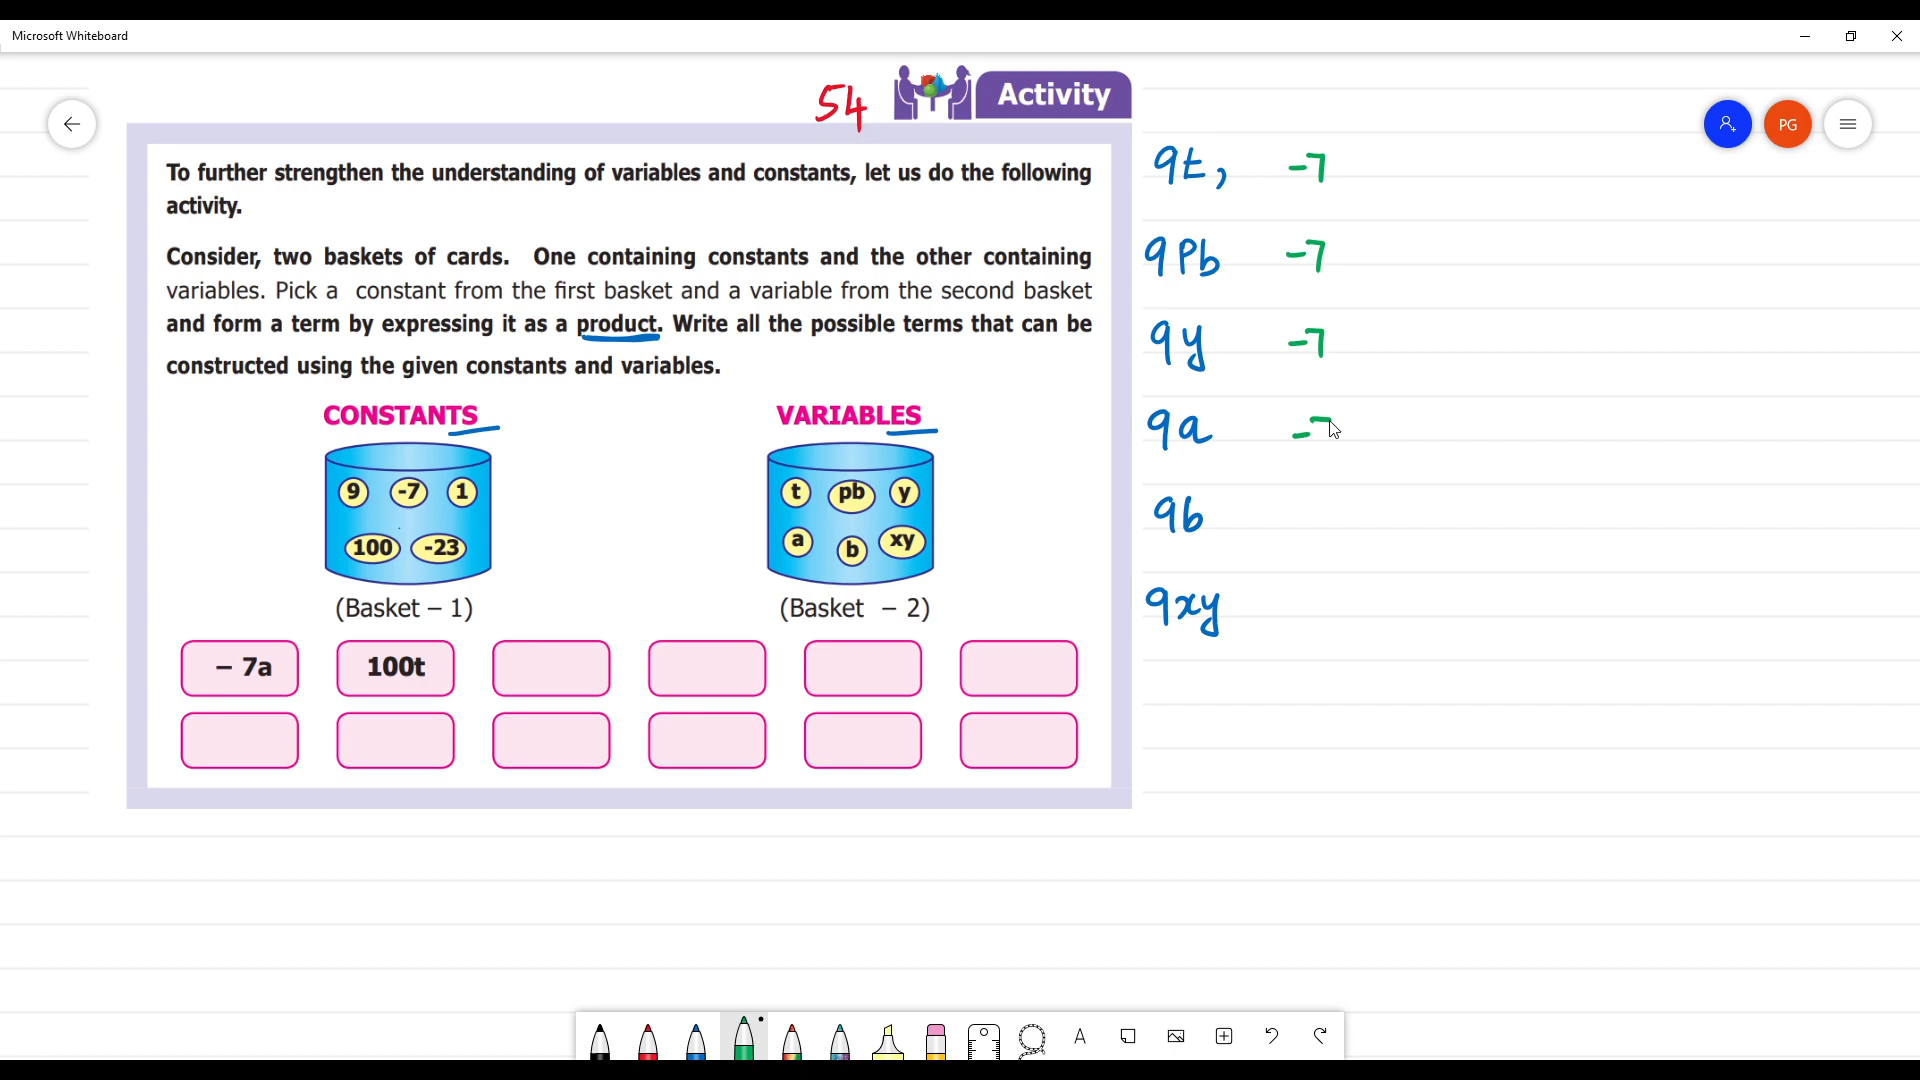 Microsoft Whiteboard
54
Activity
PG
To further strengthen the understanding of variables and constants, let us do the following
activity.
Consider, two baskets of cards. One containing constants and the other containing
variables. Pick a constant from the first basket and a variable from the second basket
and form a term by expressing it as a product. Write all the possible terms that can be
constructed using the given constants and variables.
CONSTANTS
VARIABLES
9 -7 1
100 -23
t pb y
a b xy
(Basket – 1)
(Basket – 2)
– 7a
100t
9t, -7
9Pb -7
9y -7
9a -7
9b
9xy
A